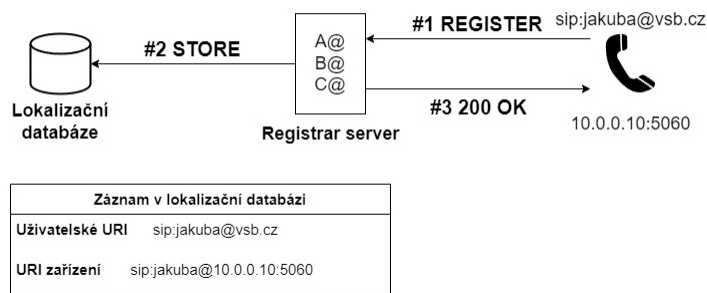 sip:jakuba@vsb.cz
#1 REGISTER
#2 STORE
A@
B@
C@
#3 200 OK
Lokalizační
databáze
Registrar server
10.0.0.10:5060
Záznam v lokalizační databázi
Uživatelské URI sip:jakuba@vsb.cz
URI zařízení sip:jakuba@10.0.0.10:5060